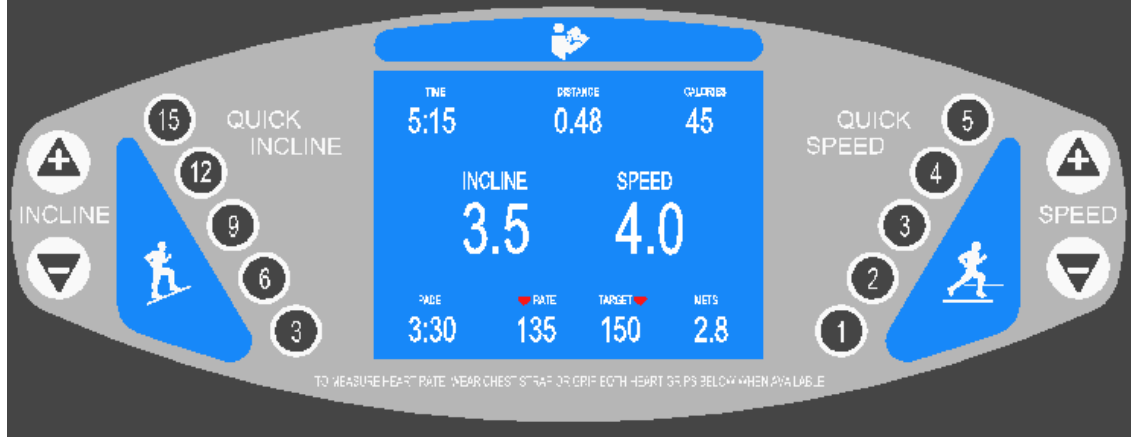 TIME DISTANCE CALORIES
5:15 0.48 45
15 QUICK INCLINE
QUICK SPEED 5
12
4
INCLINE SPEED
3.5 4.0
INCLINE
9
3
SPEED
6
2
PACE RATE TARGET METS
3:30 135 150 2.8
3
1
TO MEASURE HEART RATE, WEAR CHEST STRAP OR GRIP BOTH HEART GRIPS BELOW WHEN AVAILABLE